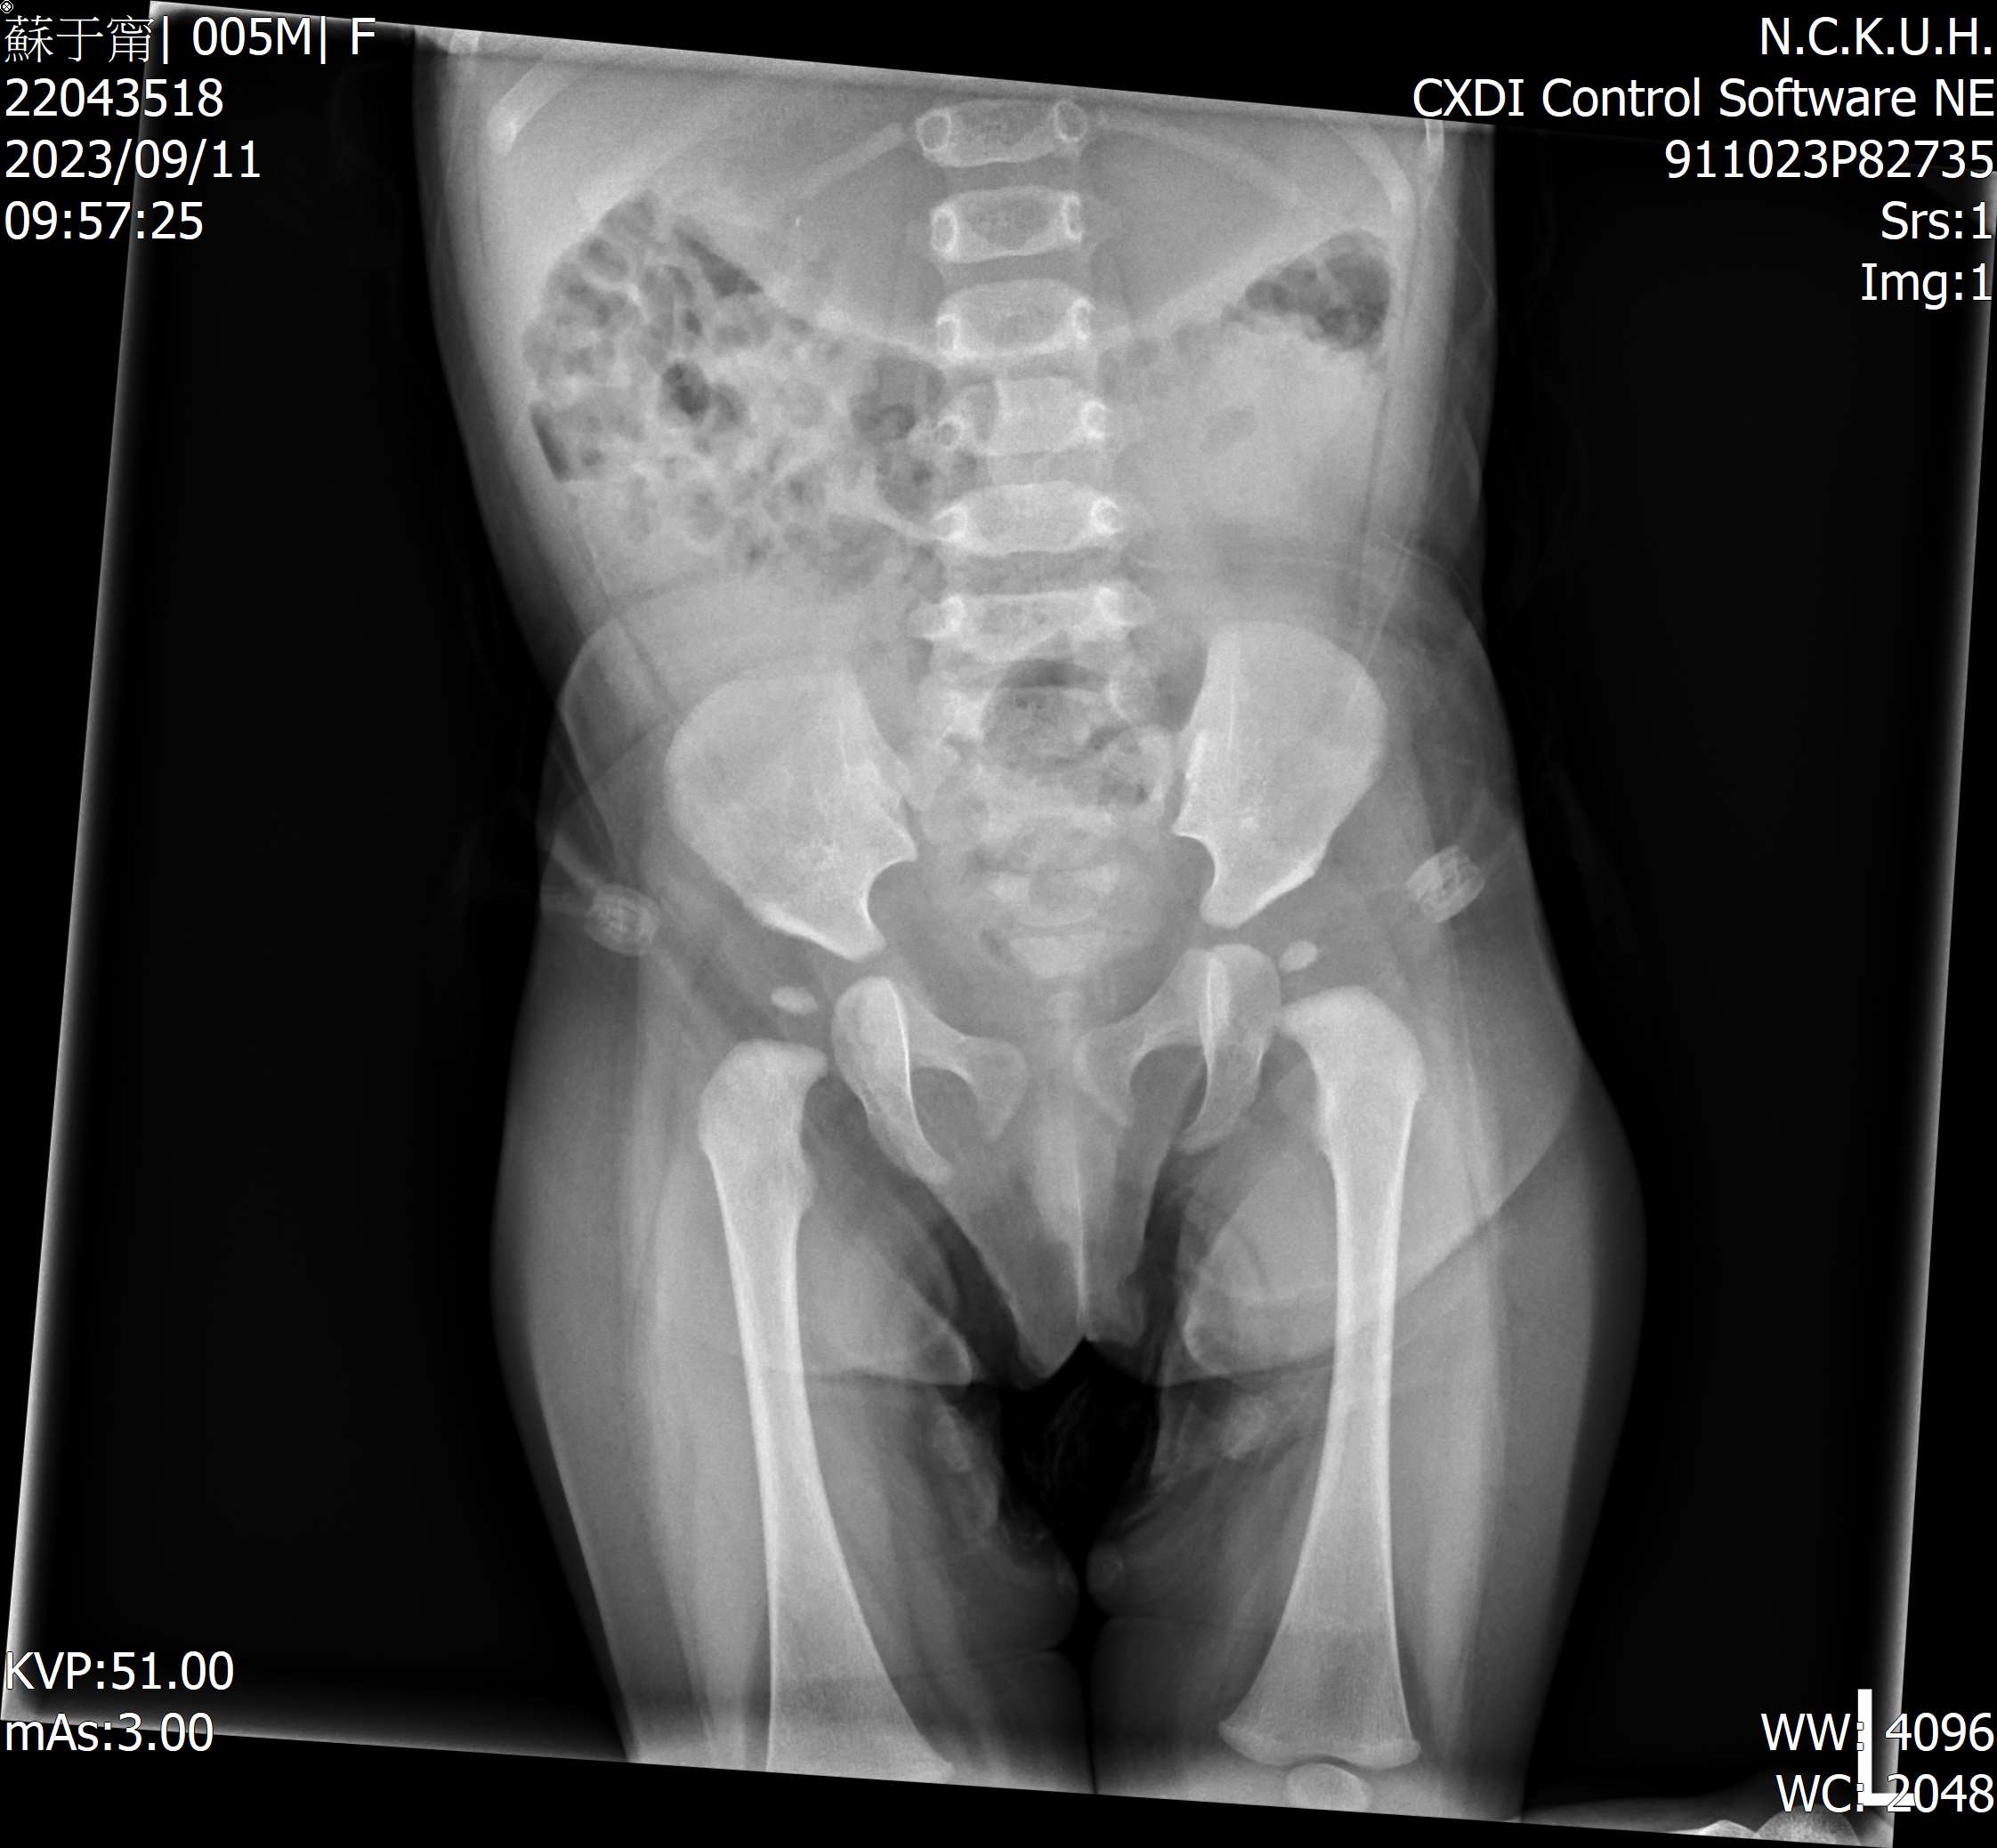 蘇于甯| 005M| F
22043518
2023/09/11
09:57:25
N.C.K.U.H.
CXDI Control Software NE
911023P82735
Srs:1
Img:1
KVP:51.00
mAs:3.00
WW: 4096
WC: 2048
L